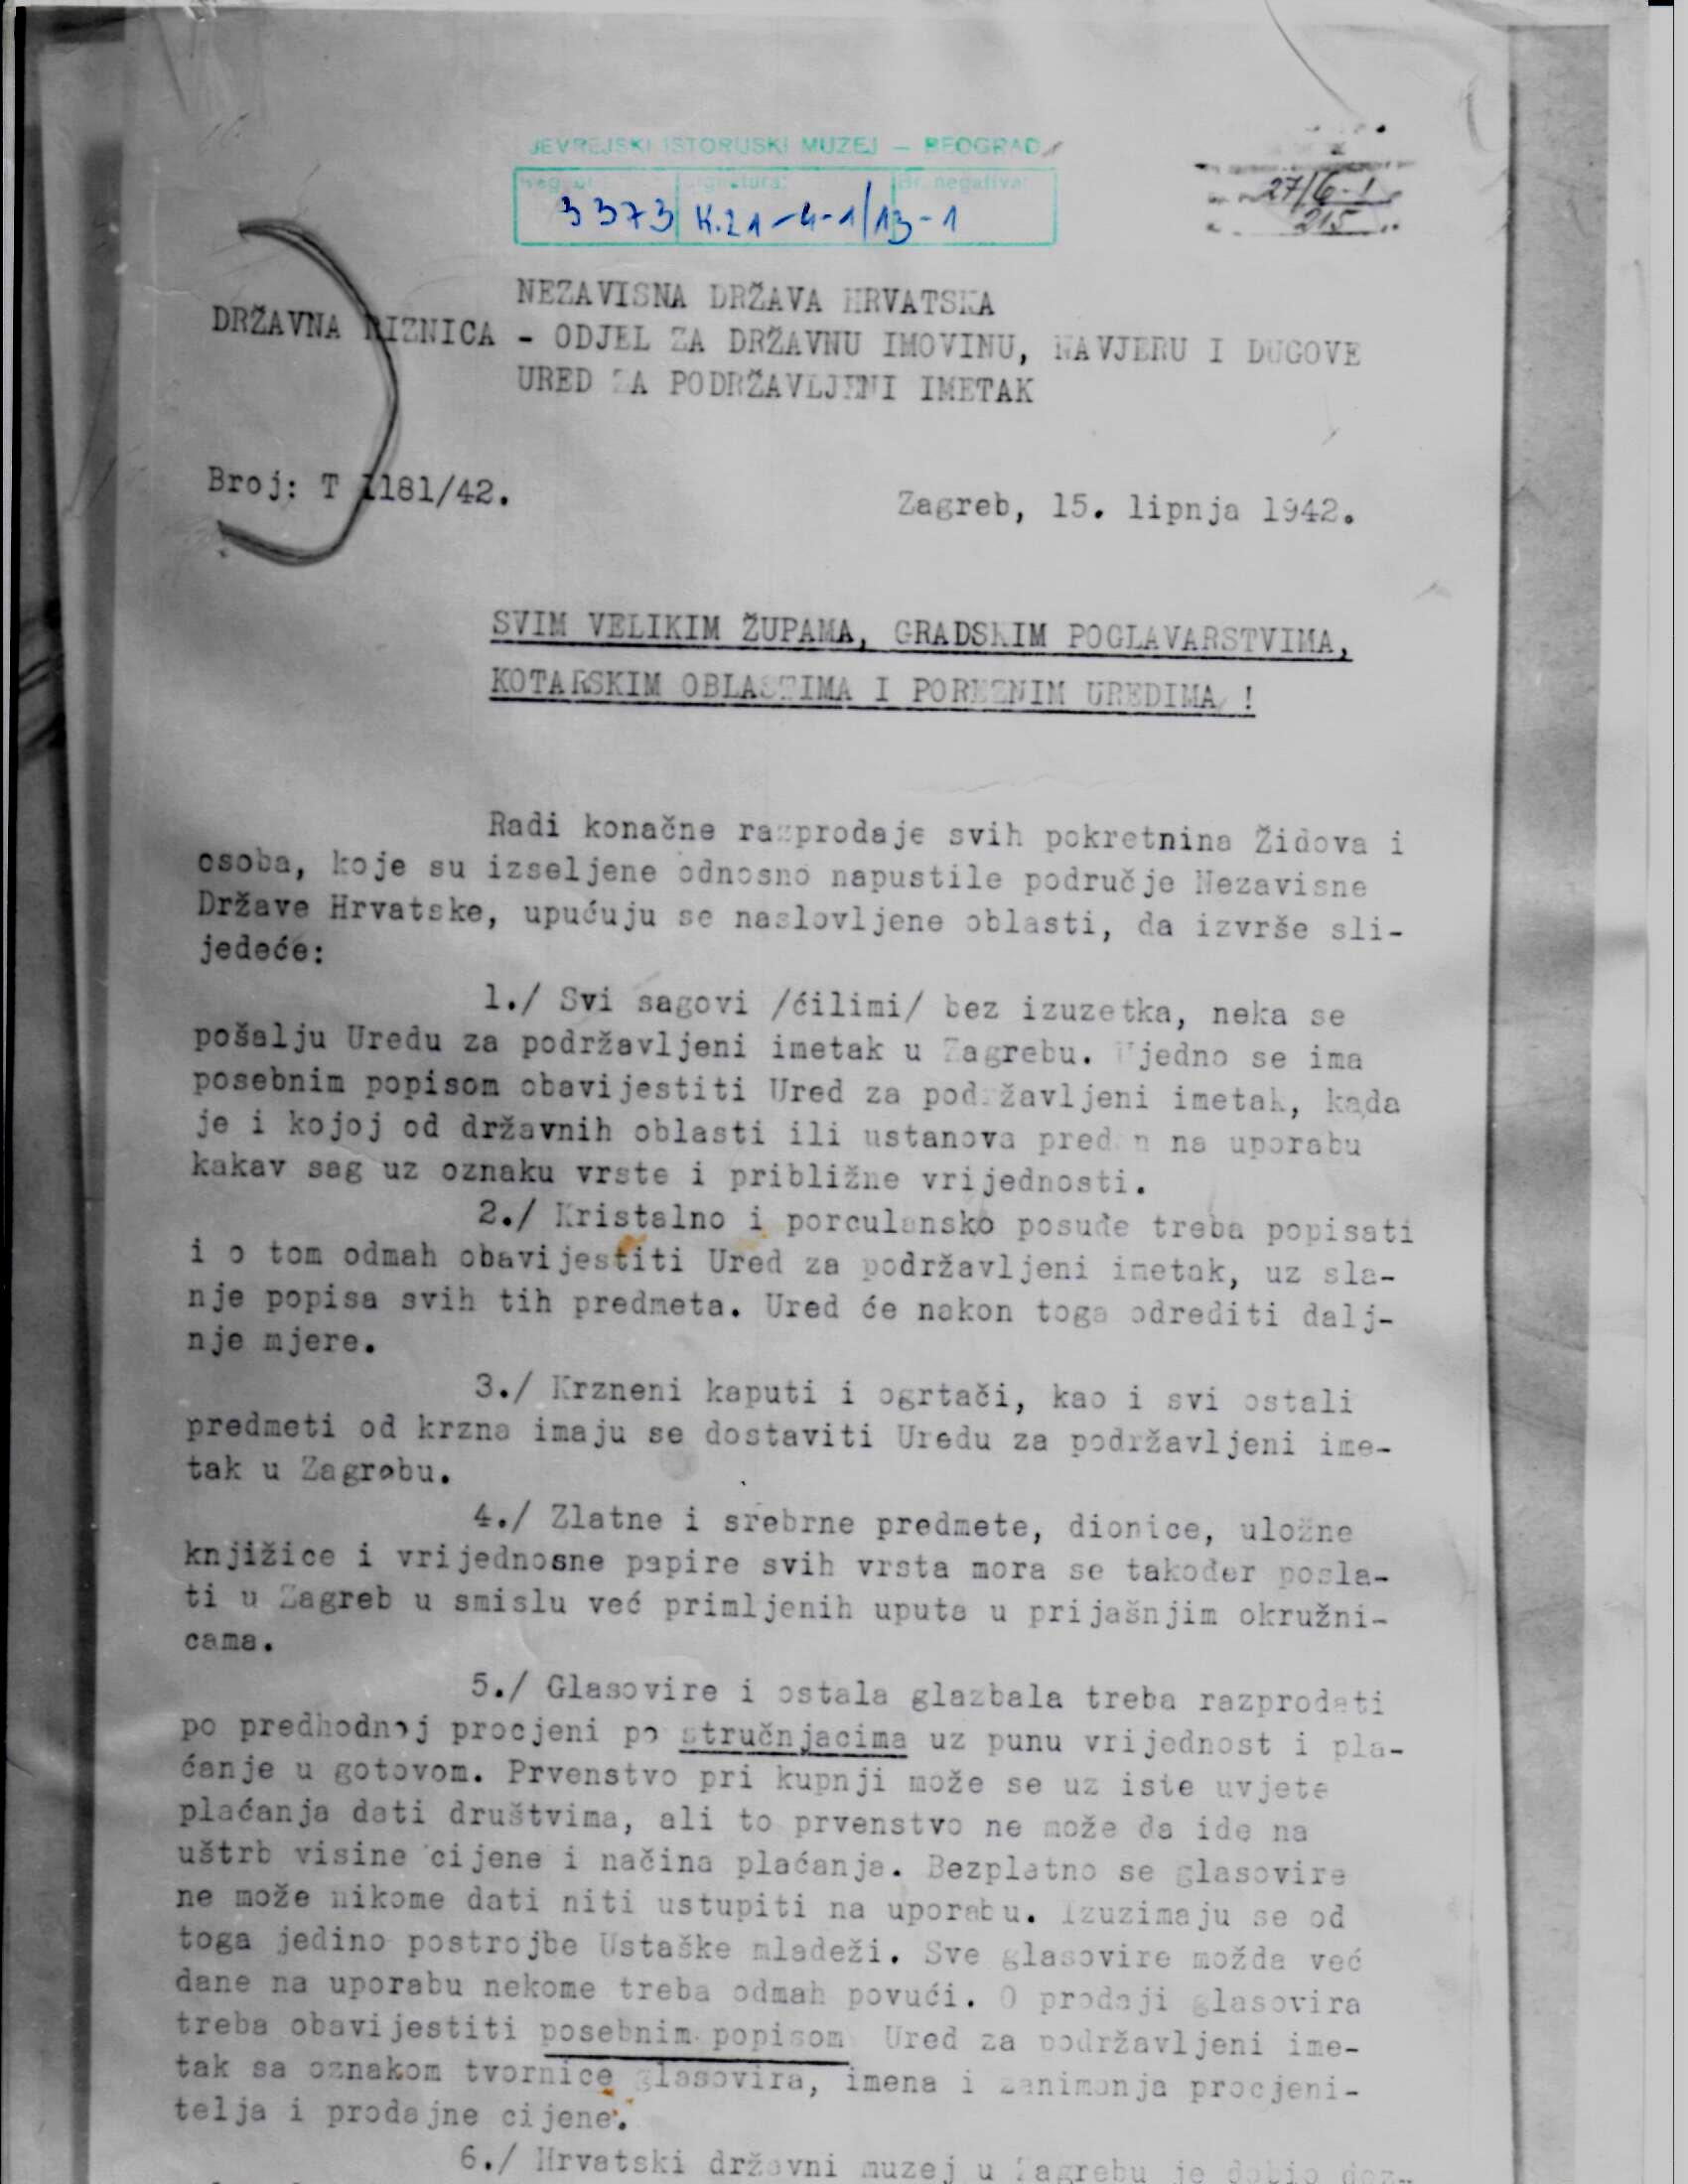 JEVREJSKI ISTORIJSKI MUZEJ — BEOGRAD
Reg. br. Signatura: Br. negativa:
3373 K.21-4-1/13-1
27/6-1
215
NEZAVISNA DRŽAVA HRVATSKA
DRŽAVNA RIZNICA - ODJEL ZA DRŽAVNU IMOVINU, NAVJERU I DUGOVE
URED ZA PODRŽAVLJENI IMETAK
Broj: T 1181/42.
Zagreb, 15. lipnja 1942.
SVIM VELIKIM ŽUPAMA, GRADSKIM POGLAVARSTVIMA,
KOTARSKIM OBLASTIMA I POREZNIM UREDIMA !
Radi konačne razprodaje svih pokretnina Židova i
osoba, koje su izseljene odnosno napustile područje Nezavisne
Države Hrvatske, upućuju se naslovljene oblasti, da izvrše sli-
jedeće:
1./ Svi sagovi /ćilimi/ bez izuzetka, neka se
pošalju Uredu za podržavljeni imetak u Zagrebu. Ujedno se ima
posebnim popisom obavijestiti Ured za podržavljeni imetak, kada
je i kojoj od državnih oblasti ili ustanova predan na uporabu
kakav sag uz oznaku vrste i približne vrijednosti.
2./ Kristalno i porculansko posuđe treba popisati
i o tom odmah obavijestiti Ured za podržavljeni imetak, uz sla-
nje popisa svih tih predmeta. Ured će nakon toga odrediti dalj-
nje mjere.
3./ Krzneni kaputi i ogrtači, kao i svi ostali
predmeti od krzna imaju se dostaviti Uredu za podržavljeni ime-
tak u Zagrebu.
4./ Zlatne i srebrne predmete, dionice, uložne
knjižice i vrijednosne papire svih vrsta mora se također posla-
ti u Zagreb u smislu već primljenih uputa u prijašnjim okružni-
cama.
5./ Glasovire i ostala glazbala treba razprodati
po predhodnoj procjeni po stručnjacima uz punu vrijednost i pla-
ćanje u gotovom. Prvenstvo pri kupnji može se uz iste uvjete
plaćanja dati društvima, ali to prvenstvo ne može da ide na
uštrb visine cijene i načina plaćanja. Bezplatno se glasovire
ne može nikome dati niti ustupiti na uporabu. Izuzimaju se od
toga jedino postrojbe Ustaške mladeži. Sve glasovire možda već
dane na uporabu nekome treba odmah povući. O prodaji glasovira
treba obavijestiti posebnim popisom Ured za podržavljeni ime-
tak sa oznakom tvornice glasovira, imena i zanimanja procjeni-
telja i prodajne cijene.
6./ Hrvatski državni muzej u Zagrebu je dobio doz-